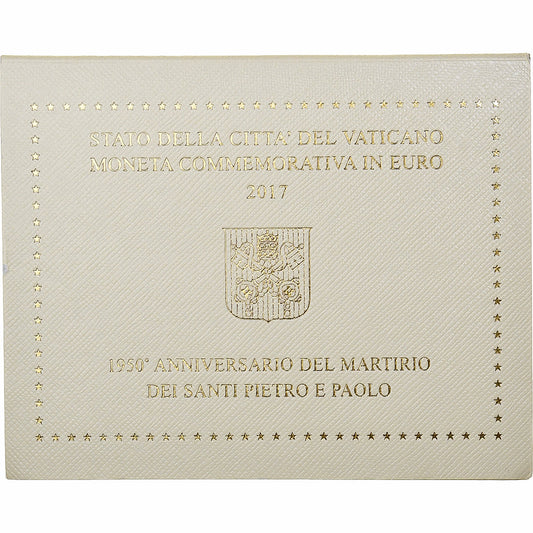 STATO DELLA CITTA' DEL VATICANO
MONETA COMMEMORATIVA IN EURO
2017
1950° ANNIVERSARIO DEL MARTIRIO
DEI SANTI PIETRO E PAOLO